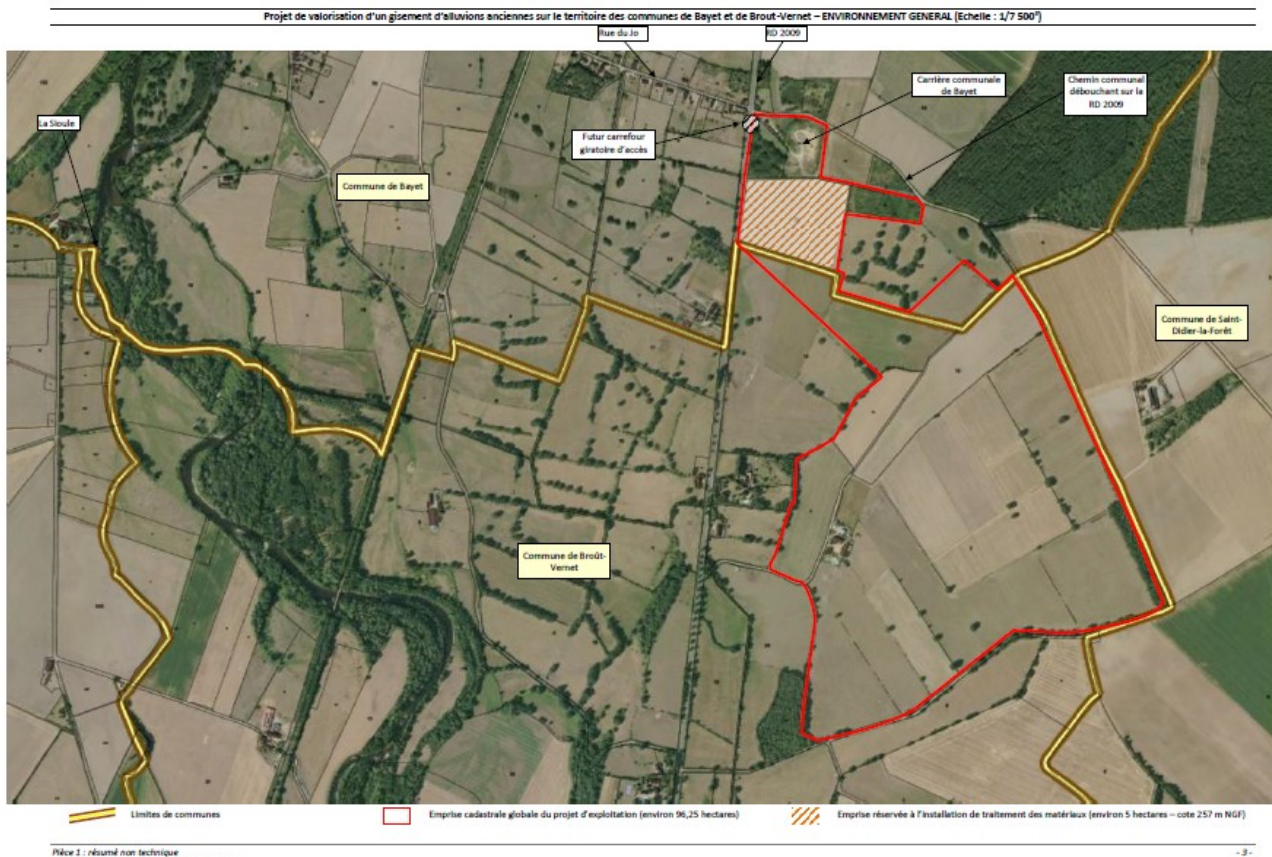 Projet de valorisation d'un gisement d'alluvions anciennes sur le territoire des communes de Bayet et de Brout-Vernet – ENVIRONNEMENT GENERAL (Echelle : 1/7 500°)
Rue du Jo
RD 2009
Carrière communale
de Bayet
Chemin communal
débouchant sur la
RD 2009
La Sioule
Futur carrefour
giratoire d'accès
Commune de Bayet
Commune de Saint-
Didier-la-Forêt
Commune de Broût-
Vernet
Limites de communes
Emprise cadastrale globale du projet d'exploitation (environ 96,25 hectares)
Emprise réservée à l'installation de traitement des matériaux (environ 5 hectares – cote 257 m NGF)
Pièce 1 : résumé non technique
- 3 -